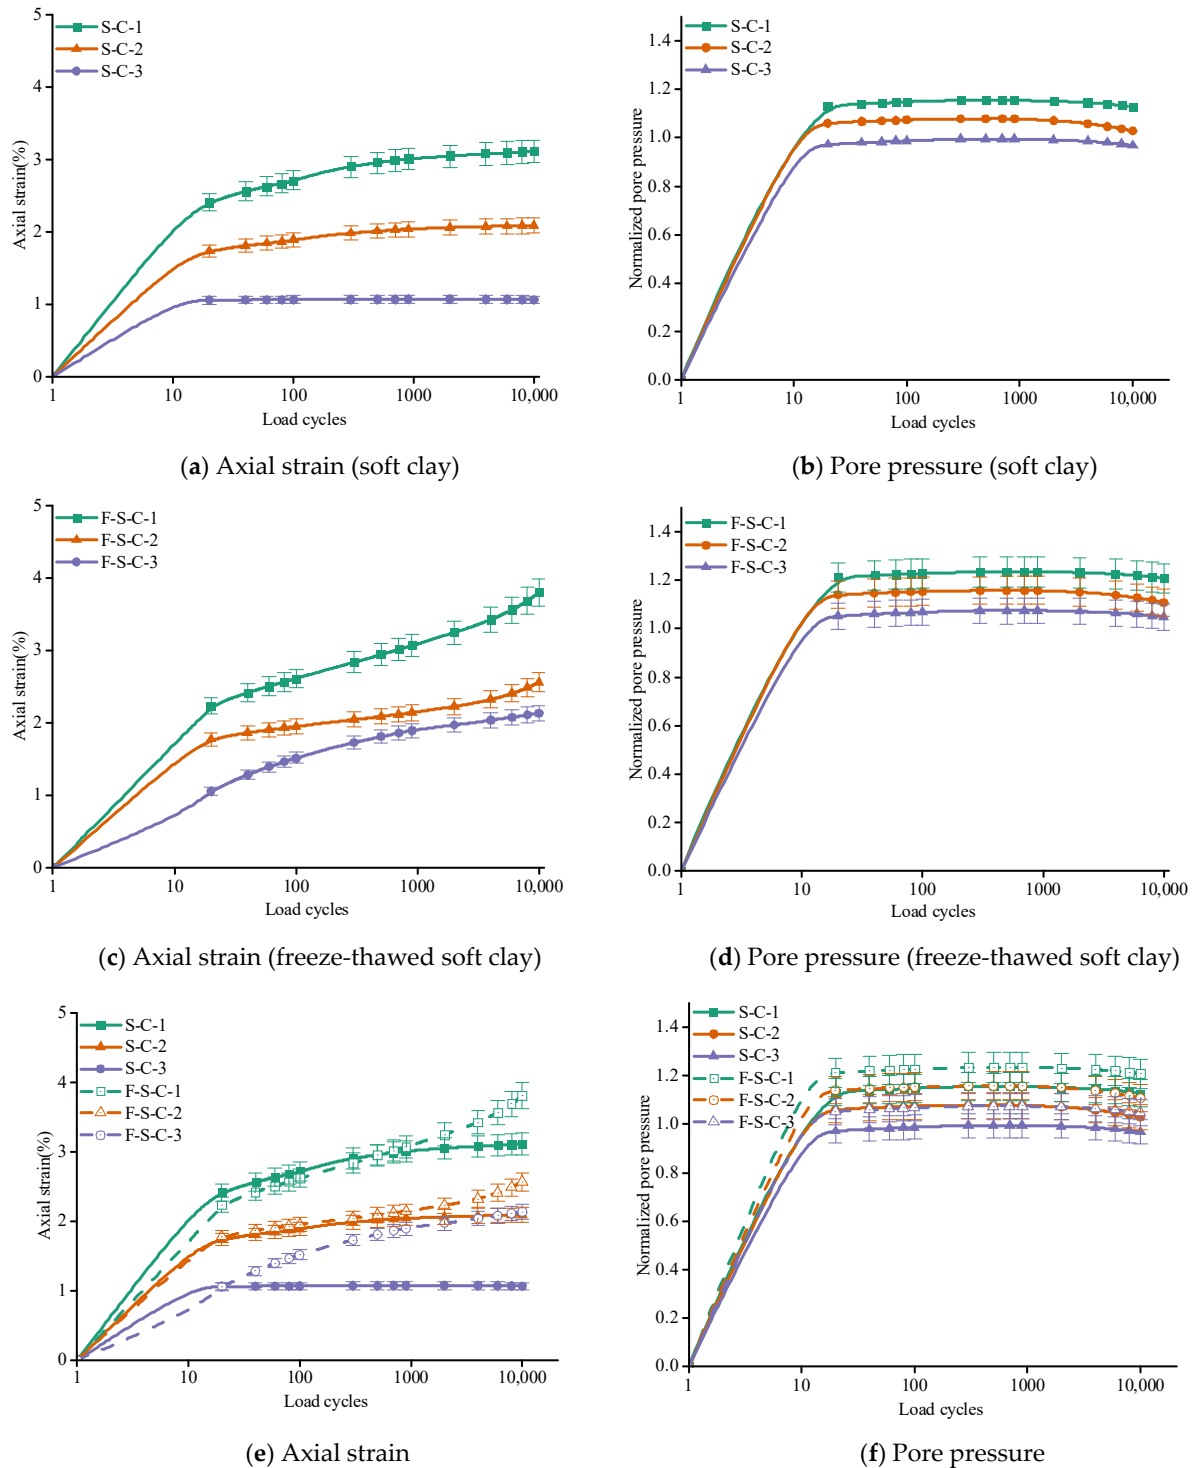 5
4
3
2
1
0
Axial strain(%)
S-C-1
S-C-2
S-C-3
1
10
100
1000
10,000
Load cycles
(a) Axial strain (soft clay)
1.4
1.2
1.0
0.8
0.6
0.4
0.2
0.0
Normalized pore pressure
S-C-1
S-C-2
S-C-3
1
10
100
1000
10,000
Load cycles
(b) Pore pressure (soft clay)
5
4
3
2
1
0
Axial strain(%)
F-S-C-1
F-S-C-2
F-S-C-3
1
10
100
1000
10,000
Load cycles
(c) Axial strain (freeze-thawed soft clay)
1.4
1.2
1.0
0.8
0.6
0.4
0.2
0.0
Normalized pore pressure
F-S-C-1
F-S-C-2
F-S-C-3
1
10
100
1000
10,000
Load cycles
(d) Pore pressure (freeze-thawed soft clay)
5
4
3
2
1
0
Axial strain(%)
S-C-1
S-C-2
S-C-3
F-S-C-1
F-S-C-2
F-S-C-3
1
10
100
1000
10,000
Load cycles
(e) Axial strain
1.4
1.2
1.0
0.8
0.6
0.4
0.2
0.0
Normalized pore pressure
S-C-1
S-C-2
S-C-3
F-S-C-1
F-S-C-2
F-S-C-3
1
10
100
1000
10,000
Load cycles
(f) Pore pressure